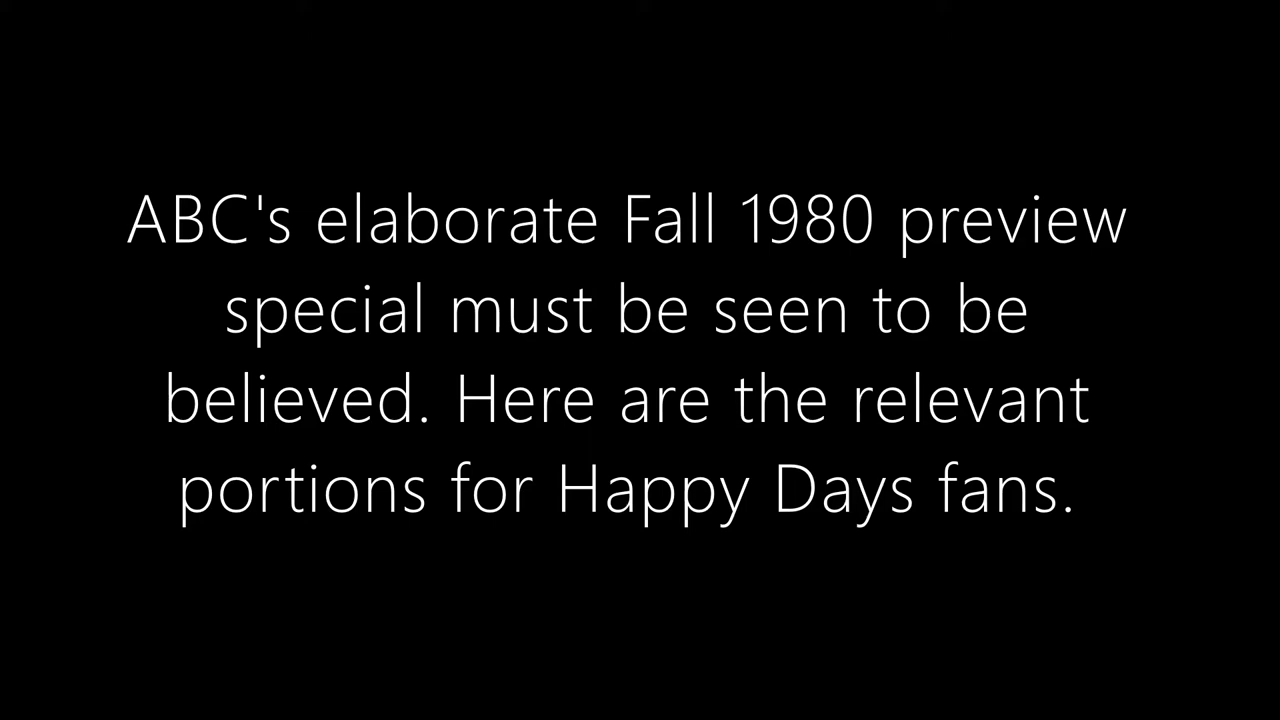 ABC's elaborate Fall 1980 preview
special must be seen to be
believed. Here are the relevant
portions for Happy Days fans.